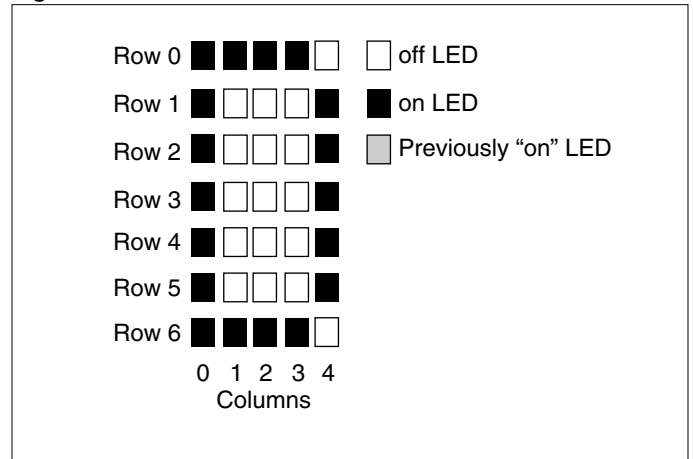 Row 0 off LED
Row 1 on LED
Row 2 Previously “on” LED
Row 3
Row 4
Row 5
Row 6
0 1 2 3 4
Columns